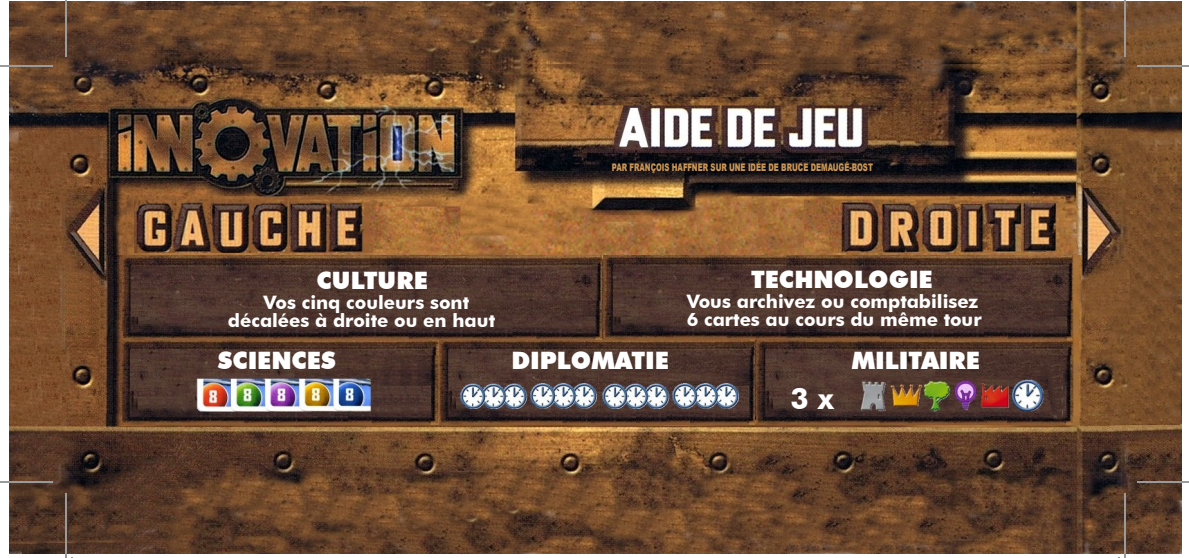 INNOVATION
AIDE DE JEU
PAR FRANÇOIS HAFFNER SUR UNE IDÉE DE BRUCE DEMAUGÉ-BOST
GAUCHE
DROITE
CULTURE
Vos cinq couleurs sont
décalées à droite ou en haut
TECHNOLOGIE
Vous archivez ou comptabilisez
6 cartes au cours du même tour
SCIENCES
8 8 8 8 8
DIPLOMATIE
MILITAIRE
3 x